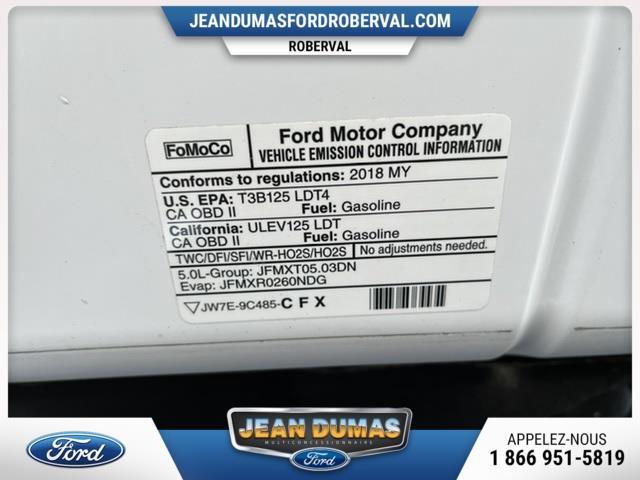 JEANDUMASFORDROBERVAL.COM
ROBERVAL
FoMoCo
Ford Motor Company
VEHICLE EMISSION CONTROL INFORMATION
Conforms to regulations: 2018 MY
U.S. EPA: T3B125 LDT4
CA OBD II Fuel: Gasoline
California: ULEV125 LDT
CA OBD II Fuel: Gasoline
TWC/DFI/SFI/WR-HO2S/HO2S No adjustments needed.
5.0L-Group: JFMXT05.03DN
Evap: JFMXR0260NDG
JW7E-9C485-C F X
Ford
JEAN DUMAS
MULTICONCESSIONNAIRE
Ford
APPELEZ-NOUS
1 866 951-5819